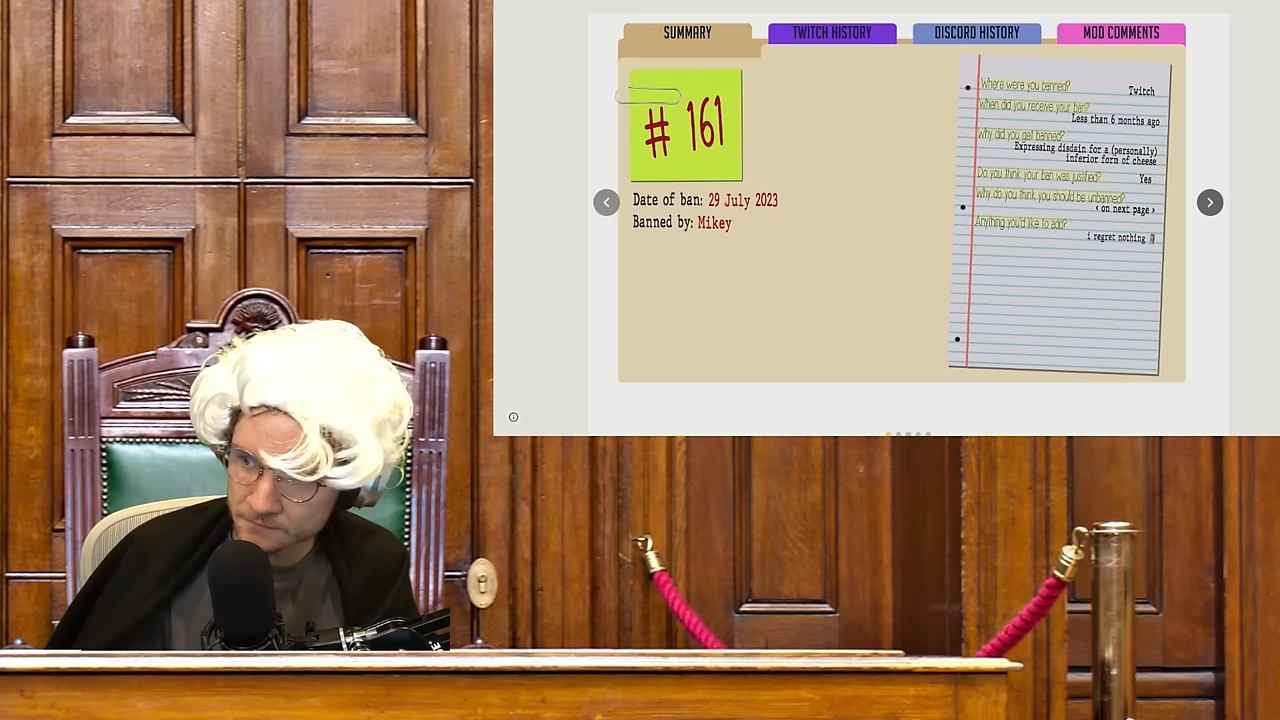 SUMMARY
TWITCH HISTORY
DISCORD HISTORY
MOD COMMENTS
# 161
Date of ban: 29 July 2023
Banned by: Mikey
Where were you banned?
Twitch
When did you receive your ban?
Less than 6 months ago
Why did you get banned?
Expressing disdain for a (personally)
inferior form of cheese
Do you think your ban was justified?
Yes
Why do you think you should be unbanned?
‹ on next page ›
Anything you'd like to add?
i regret nothing